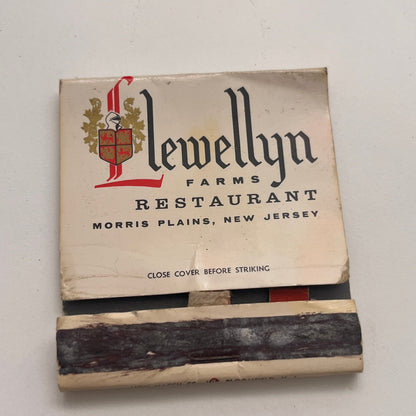 Llewellyn
FARMS
RESTAURANT
MORRIS PLAINS, NEW JERSEY
CLOSE COVER BEFORE STRIKING